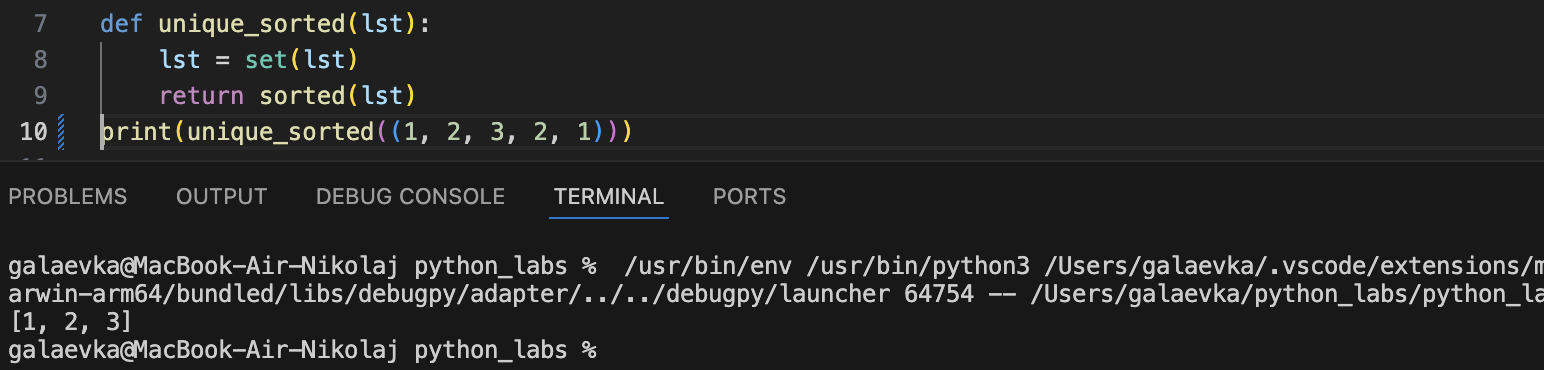 7 def unique_sorted(lst):
8 lst = set(lst)
9 return sorted(lst)
10 print(unique_sorted((1, 2, 3, 2, 1)))
PROBLEMS OUTPUT DEBUG CONSOLE TERMINAL PORTS
galaevka@MacBook-Air-Nikolaj python_labs % /usr/bin/env /usr/bin/python3 /Users/galaevka/.vscode/extensions/m
arwin-arm64/bundled/libs/debugpy/adapter/../../debugpy/launcher 64754 -- /Users/galaevka/python_labs/python_la
[1, 2, 3]
galaevka@MacBook-Air-Nikolaj python_labs %